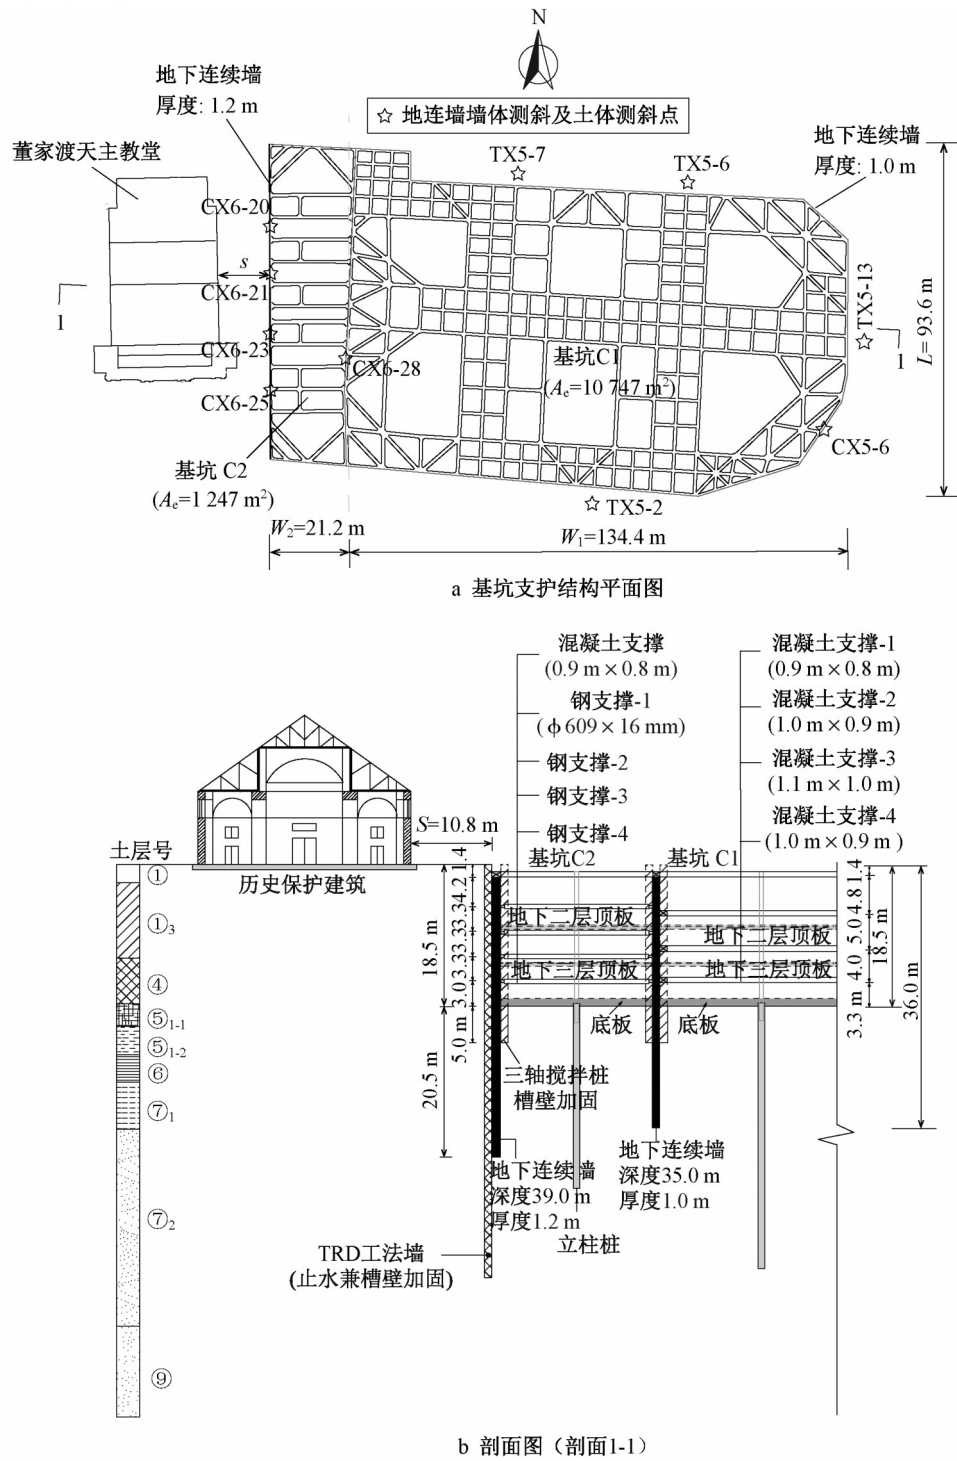 N
地下连续墙
厚度: 1.2 m
☆ 地连墙墙体测斜及土体测斜点
地下连续墙
厚度: 1.0 m
董家渡天主教堂
TX5-7
TX5-6
CX6-20
s
CX6-21
TX5-13
L=93.6 m
1
1
CX6-23
基坑C1
CX6-28
(Ae=10 747 m²)
CX6-25
CX5-6
基坑 C2
(Ae=1 247 m²)
TX5-2
W₂=21.2 m
W₁=134.4 m
a 基坑支护结构平面图
混凝土支撑
(0.9 m×0.8 m)
钢支撑-1
(ф609×16 mm)
钢支撑-2
钢支撑-3
钢支撑-4
混凝土支撑-1
(0.9 m×0.8 m)
混凝土支撑-2
(1.0 m×0.9 m)
混凝土支撑-3
(1.1 m×1.0 m)
混凝土支撑-4
(1.0 m×0.9 m)
S=10.8 m
土层号
历史保护建筑
基坑C2
基坑 C1
①
①₃
④
⑤₁₋₁
⑤₁₋₂
⑥
⑦₁
⑦₂
⑨
1.4
4.2
3.3
3.3
3.0
5.0 m
18.5 m
20.5 m
地下二层顶板
地下二层顶板
地下三层顶板
地下三层顶板
底板
底板
1.4
4.8
5.0
4.0
3.3 m
18.5 m
36.0 m
三轴搅拌桩
槽壁加固
地下连续墙
深度39.0 m
厚度1.2 m
地下连续墙
深度35.0 m
厚度1.0 m
立柱桩
TRD工法墙
(止水兼槽壁加固)
b 剖面图（剖面1-1）